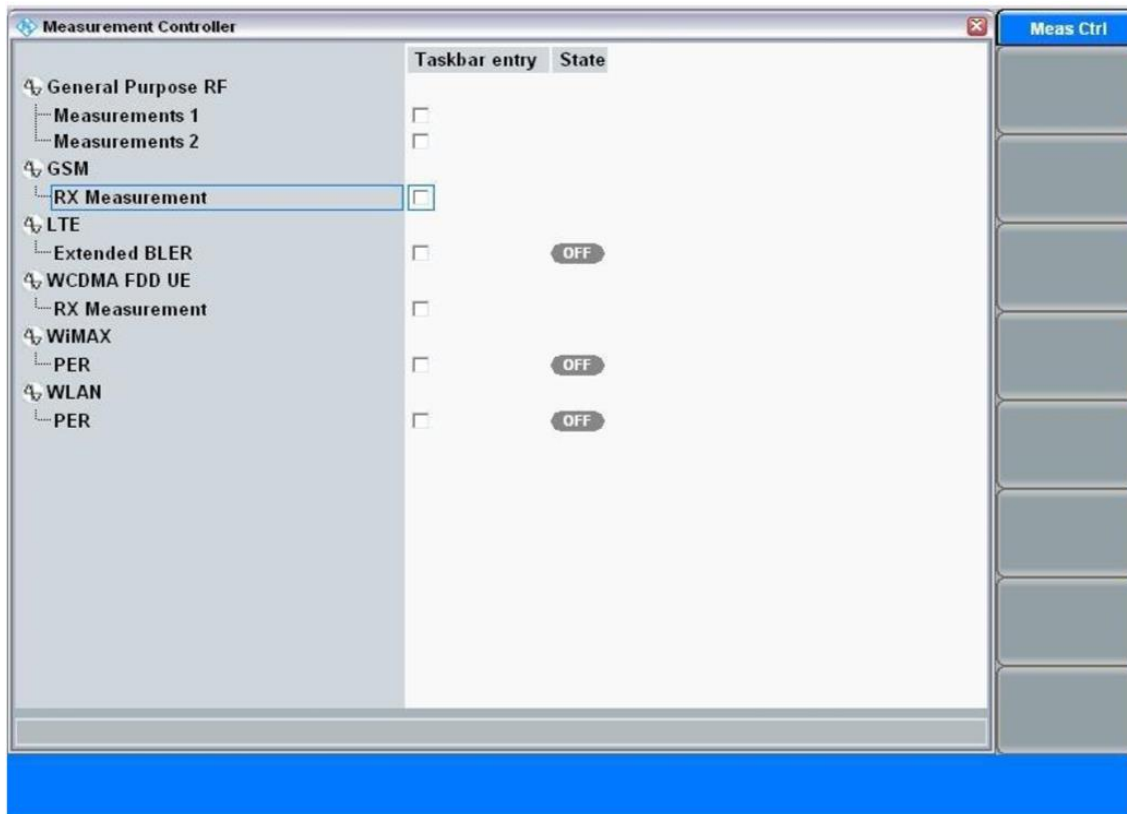 Measurement Controller
Meas Ctrl
Taskbar entry State
General Purpose RF
Measurements 1
Measurements 2
GSM
RX Measurement
LTE
Extended BLER OFF
WCDMA FDD UE
RX Measurement
WiMAX
PER OFF
WLAN
PER OFF